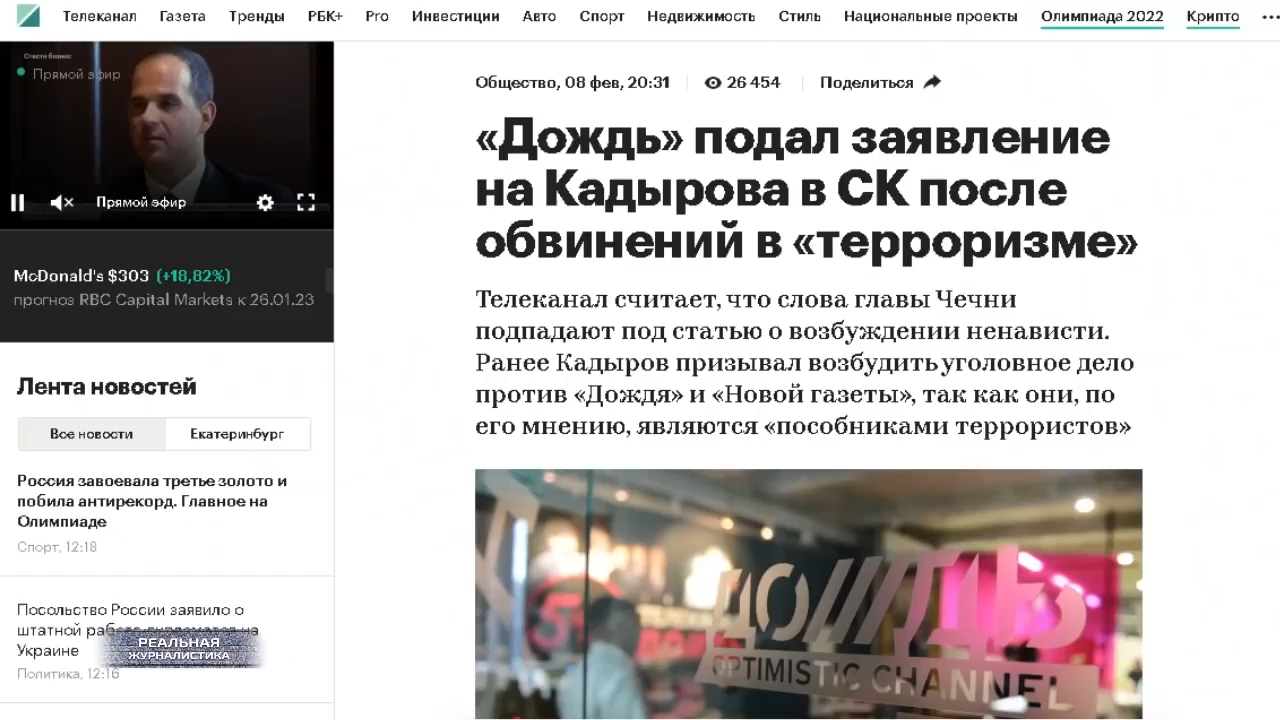 Телеканал Газета Тренды РБК+ Pro Инвестиции Авто Спорт Недвижимость Стиль Национальные проекты Олимпиада 2022 Крипто ...
Прямой эфир
Прямой эфир
McDonald's $303 (+18,82%)
прогноз RBC Capital Markets к 26.01.23
Лента новостей
Все новости Екатеринбург
Россия завоевала третье золото и
побила антирекорд. Главное на
Олимпиаде
Спорт, 12:18
Посольство России заявило о
штатной на
Украине
Политика, 12:16
РЕАЛЬНАЯ
ЖУРНАЛИСТИКА
Общество, 08 фев, 20:31 26 454 Поделиться
«Дождь» подал заявление
на Кадырова в СК после
обвинений в «терроризме»
Телеканал считает, что слова главы Чечни
подпадают под статью о возбуждении ненависти.
Ранее Кадыров призывал возбудить уголовное дело
против «Дождя» и «Новой газеты», так как они, по
его мнению, являются «пособниками террористов»
ДО///ДЬ
OPTIMISTIC CHANNEL